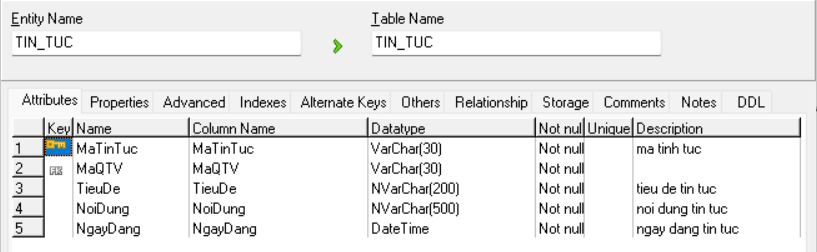 Entity Name Table Name
TIN_TUC TIN_TUC
Attributes Properties Advanced Indexes Alternate Keys Others Relationship Storage Comments Notes DDL
Key Name Column Name Datatype Not nul Unique Description
1 MaTinTuc MaTinTuc VarChar(30) Not null ma tinh tuc
2 FK MaQTV MaQTV VarChar(30) Not null
3 TieuDe TieuDe NVarChar(200) Not null tieu de tin tuc
4 NoiDung NoiDung NVarChar(500) Not null noi dung tin tuc
5 NgayDang NgayDang DateTime Not null ngay dang tin tuc